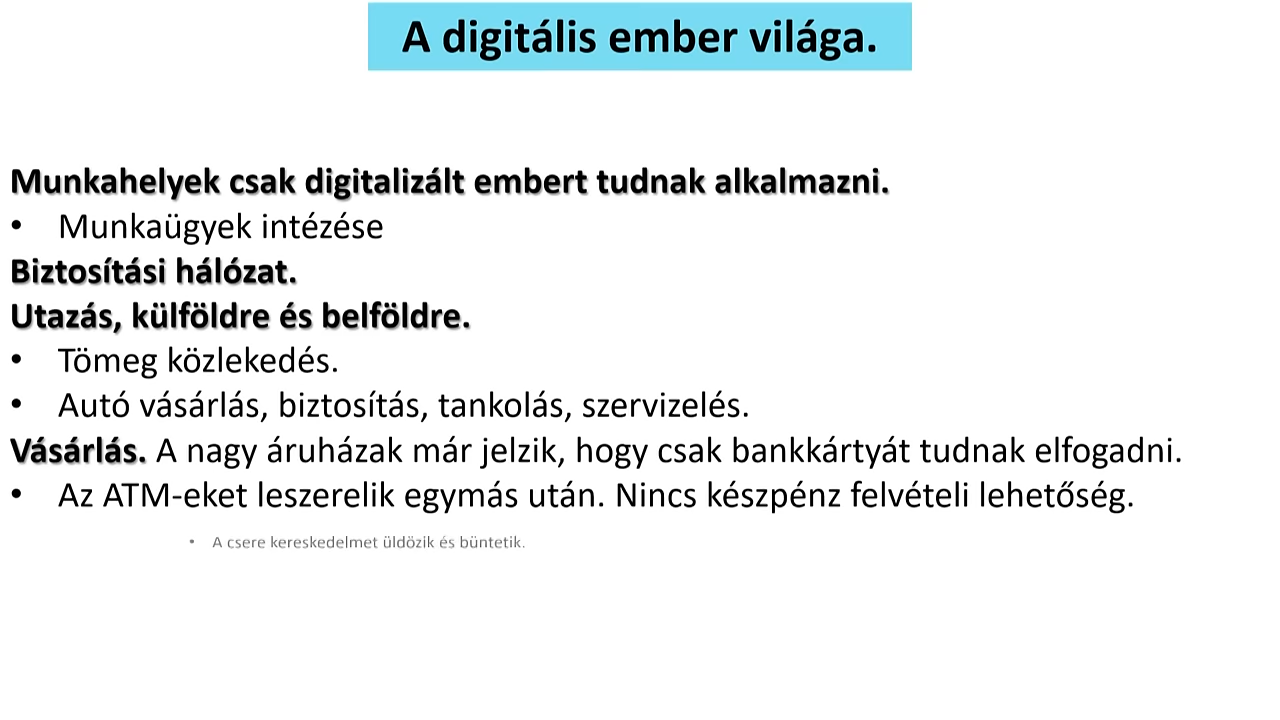 A digitális ember világa.
Munkahelyek csak digitalizált embert tudnak alkalmazni.
• Munkaügyek intézése
Biztosítási hálózat.
Utazás, külföldre és belföldre.
• Tömeg közlekedés.
• Autó vásárlás, biztosítás, tankolás, szervizelés.
Vásárlás. A nagy áruházak már jelzik, hogy csak bankkártyát tudnak elfogadni.
• Az ATM-eket leszerelik egymás után. Nincs készpénz felvételi lehetőség.
• A csere kereskedelmet üldözik és büntetik.